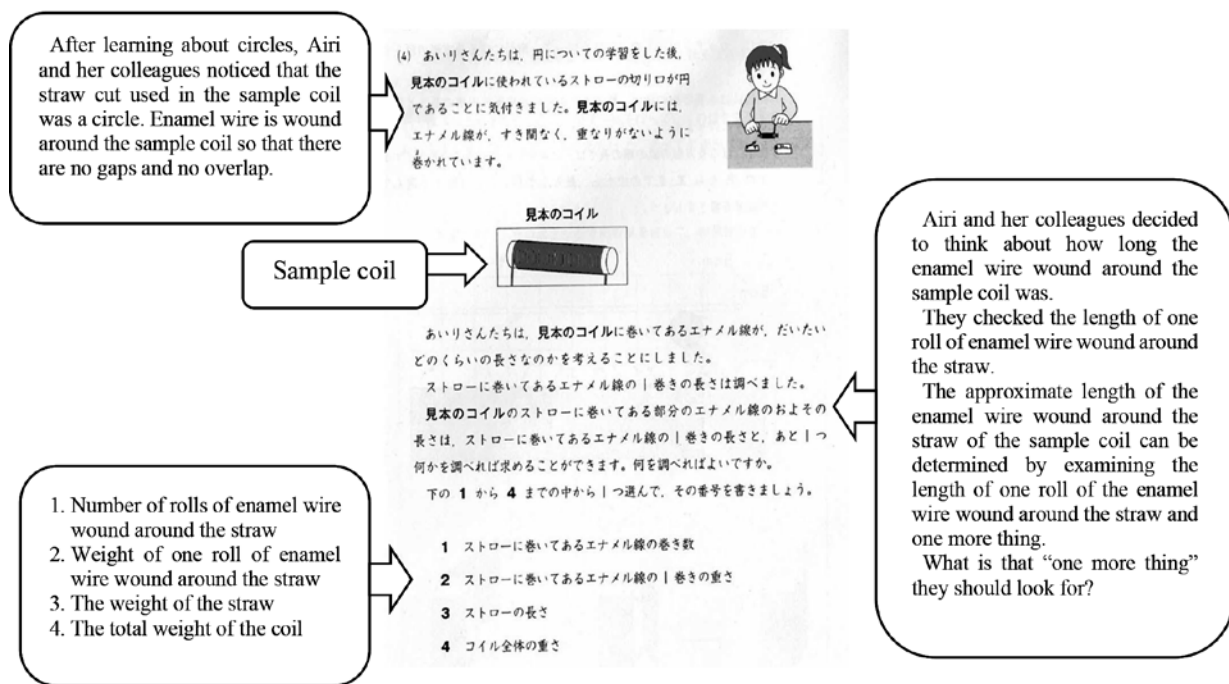 After learning about circles, Airi
and her colleagues noticed that the
straw cut used in the sample coil
was a circle. Enamel wire is wound
around the sample coil so that there
are no gaps and no overlap.
(4) あいりさんたちは，円についての学習をした後，
見本のコイルに使われているストローの切り口が円
であることに気付きました。見本のコイルには，
エナメル線が，すき間なく，重なりがないように
巻かれています。
ま
見本のコイル
Sample coil
あいりさんたちは，見本のコイルに巻いてあるエナメル線が，だいたい
どのくらいの長さなのかを考えることにしました。
ストローに巻いてあるエナメル線の1巻きの長さは調べました。
見本のコイルのストローに巻いてある部分のエナメル線のおよその
長さは，ストローに巻いてあるエナメル線の1巻きの長さと，あと1つ
何かを調べれば求めることができます。何を調べればよいですか。
下の 1 から 4 までの中から1つ選んで，その番号を書きましょう。
1 ストローに巻いてあるエナメル線の巻き数
2 ストローに巻いてあるエナメル線の1巻きの重さ
3 ストローの長さ
4 コイル全体の重さ
Airi and her colleagues decided
to think about how long the
enamel wire wound around the
sample coil was.
They checked the length of one
roll of enamel wire wound around
the straw.
The approximate length of the
enamel wire wound around the
straw of the sample coil can be
determined by examining the
length of one roll of the enamel
wire wound around the straw and
one more thing.
What is that “one more thing”
they should look for?
1. Number of rolls of enamel wire
wound around the straw
2. Weight of one roll of enamel
wire wound around the straw
3. The weight of the straw
4. The total weight of the coil